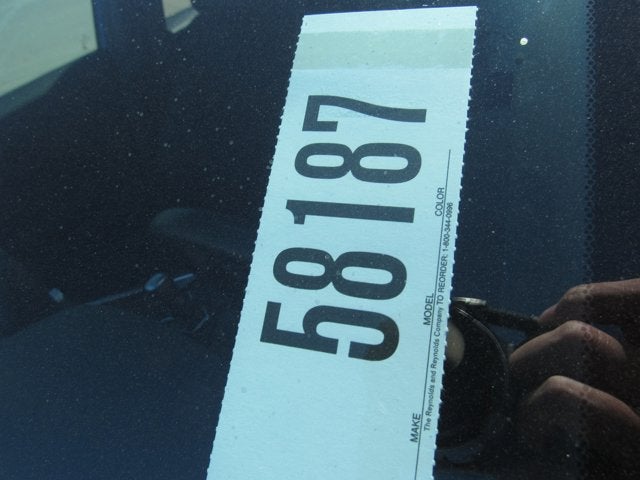 58187
MAKE MODEL COLOR
The Reynolds and Reynolds Company TO REORDER: 1-800-344-0996